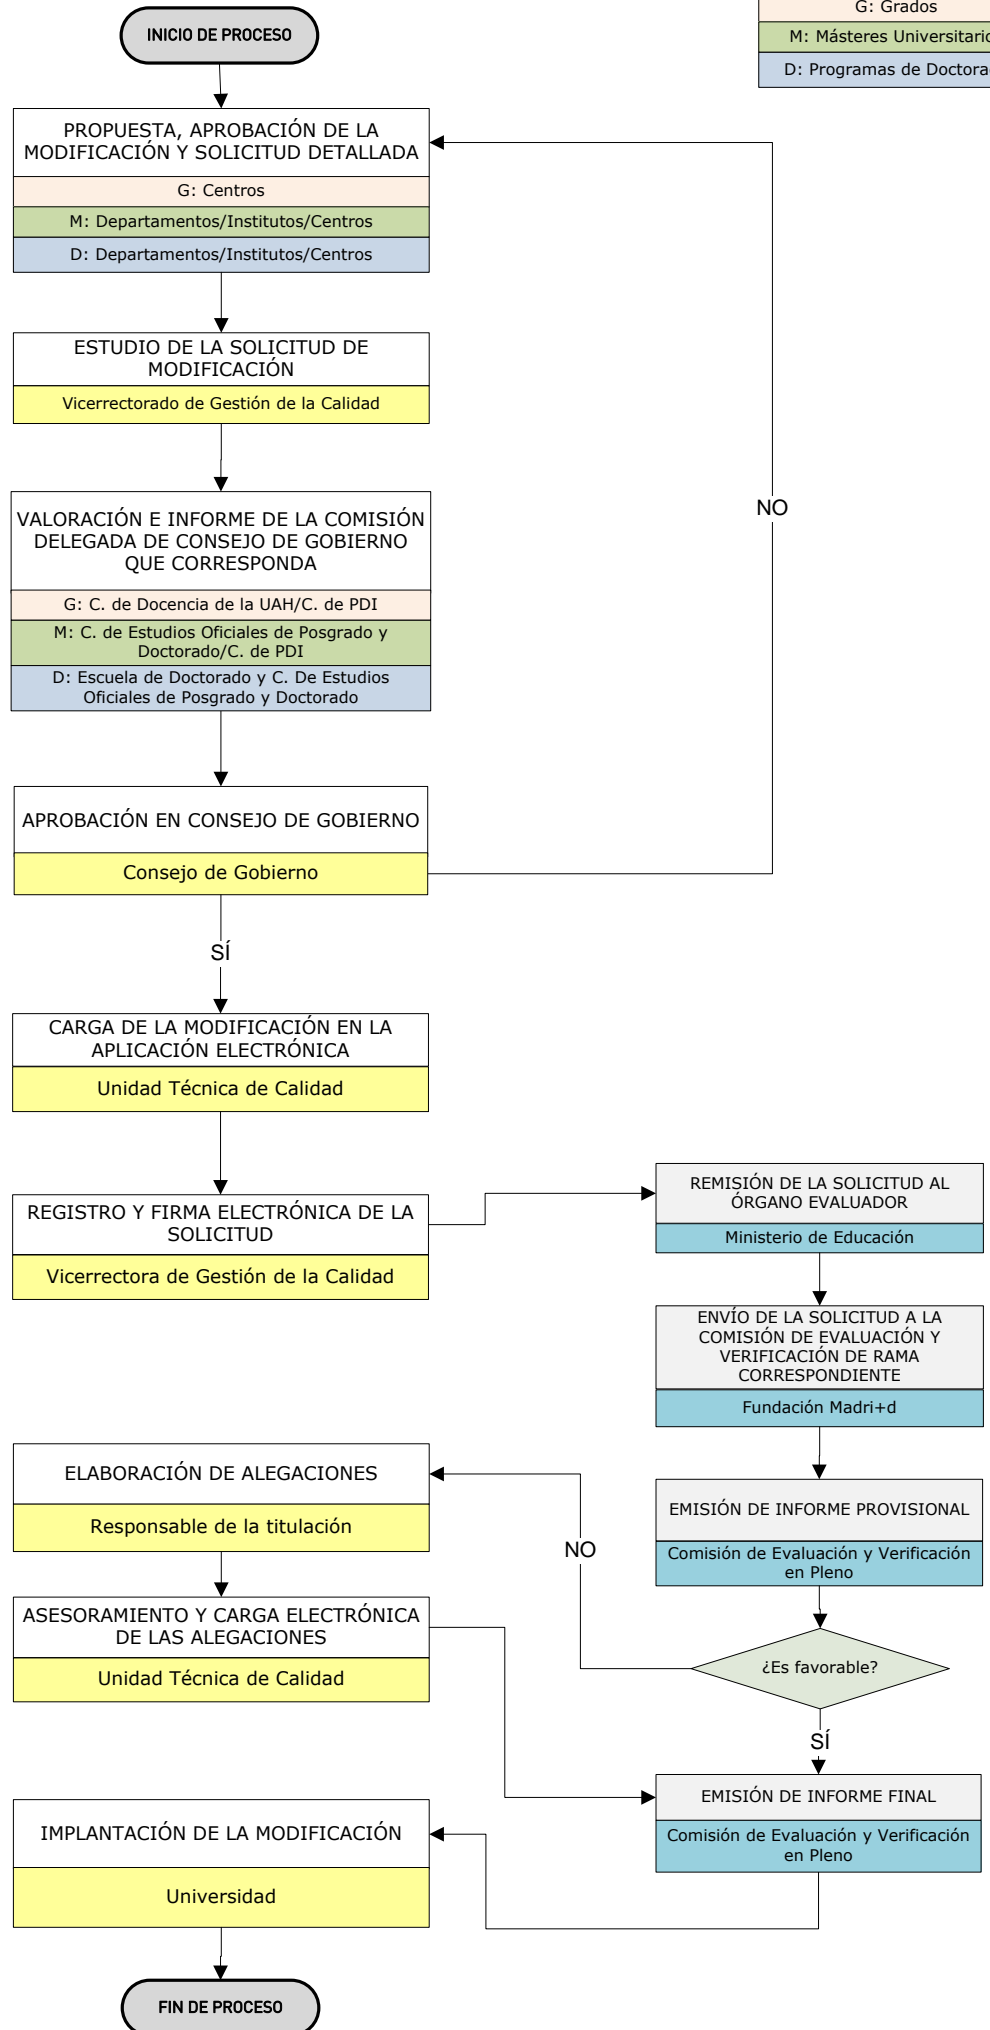 INICIO DE PROCESO
G: Grados
M: Másteres Universitario
D: Programas de Doctora
PROPUESTA, APROBACIÓN DE LA
MODIFICACIÓN Y SOLICITUD DETALLADA
G: Centros
M: Departamentos/Institutos/Centros
D: Departamentos/Institutos/Centros
ESTUDIO DE LA SOLICITUD DE
MODIFICACIÓN
Vicerrectorado de Gestión de la Calidad
VALORACIÓN E INFORME DE LA COMISIÓN
DELEGADA DE CONSEJO DE GOBIERNO
QUE CORRESPONDA
G: C. de Docencia de la UAH/C. de PDI
M: C. de Estudios Oficiales de Posgrado y
Doctorado/C. de PDI
D: Escuela de Doctorado y C. De Estudios
Oficiales de Posgrado y Doctorado
NO
APROBACIÓN EN CONSEJO DE GOBIERNO
Consejo de Gobierno
SÍ
CARGA DE LA MODIFICACIÓN EN LA
APLICACIÓN ELECTRÓNICA
Unidad Técnica de Calidad
REGISTRO Y FIRMA ELECTRÓNICA DE LA
SOLICITUD
Vicerrectora de Gestión de la Calidad
REMISIÓN DE LA SOLICITUD AL
ÓRGANO EVALUADOR
Ministerio de Educación
ENVÍO DE LA SOLICITUD A LA
COMISIÓN DE EVALUACIÓN Y
VERIFICACIÓN DE RAMA
CORRESPONDIENTE
Fundación Madri+d
EMISIÓN DE INFORME PROVISIONAL
Comisión de Evaluación y Verificación
en Pleno
¿Es favorable?
NO
SÍ
ELABORACIÓN DE ALEGACIONES
Responsable de la titulación
ASESORAMIENTO Y CARGA ELECTRÓNICA
DE LAS ALEGACIONES
Unidad Técnica de Calidad
EMISIÓN DE INFORME FINAL
Comisión de Evaluación y Verificación
en Pleno
IMPLANTACIÓN DE LA MODIFICACIÓN
Universidad
FIN DE PROCESO